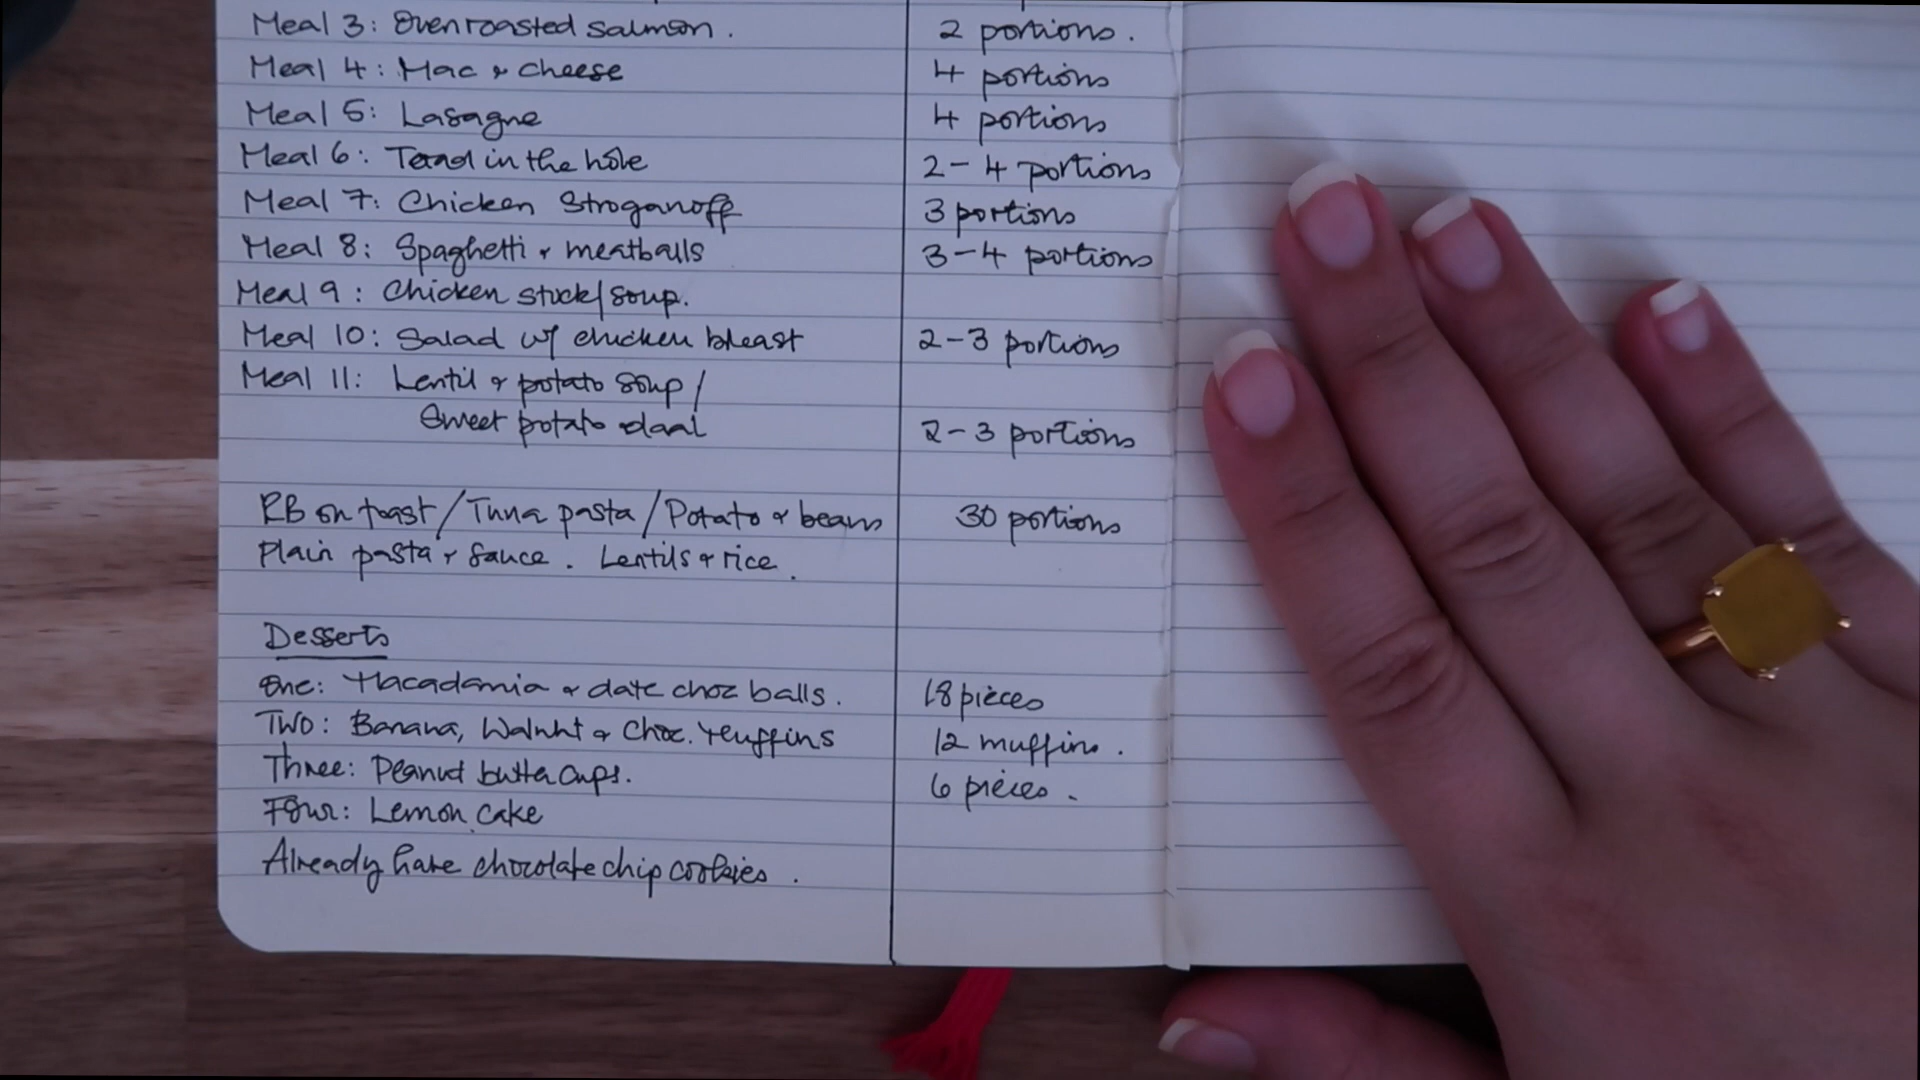 Meal 3: Oven roasted salmon. 2 portions.
Meal 4: Mac & cheese 4 portions
Meal 5: Lasagne 4 portions
Meal 6: Toad in the hole 2-4 portions
Meal 7: Chicken Stroganoff 3 portions
Meal 8: Spaghetti & meatballs 3-4 portions
Meal 9: Chicken stock/soup.
Meal 10: Salad w/ chicken breast 2-3 portions
Meal 11: Lentil & potato soup/
Sweet potato daal 2-3 portions
RB on toast/Tuna pasta/Potato & beans 30 portions
Plain pasta & sauce. Lentils & rice.
Desserts
One: Macadamia & date choc balls. 18 pieces
Two: Banana, Walnut & Choc. Muffins 12 muffins.
Three: Peanut butter cups. 6 pieces.
Four: Lemon cake
Already have chocolate chip cookies.